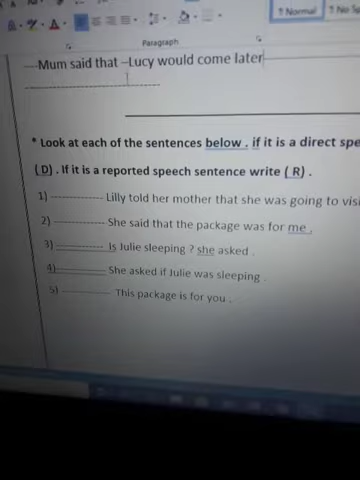 ¶ Normal ¶ No Sp
Paragraph
----Mum said that –Lucy would come later
* Look at each of the sentences below . if it is a direct spe
(D) . If it is a reported speech sentence write ( R) .
1) ------------- Lilly told her mother that she was going to visi
2) ------------- She said that the package was for me .
3) ------------ Is Julie sleeping ? she asked .
4) ------------ She asked if Julie was sleeping .
5) ------------ This package is for you .